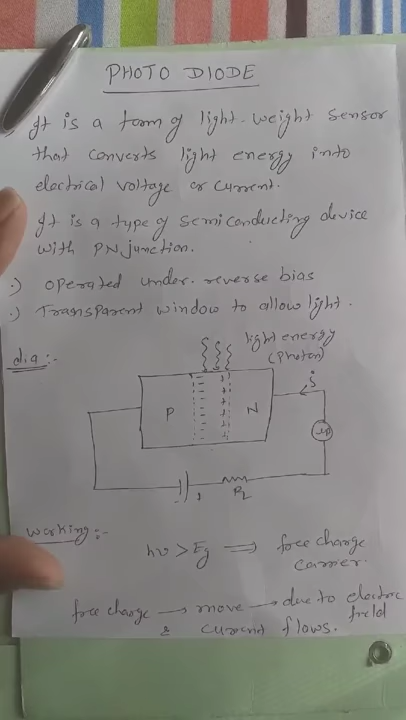 PHOTO DIODE
It is a form of light-weight sensor
that converts light energy into
electrical voltage or current.
It is a type of semiconducting device
with PN junction.
.) operated under reverse bias
.) Transparent window to allow light.
light energy
(photon)
dia:-
P
N
i
μA
RL
Working:-
hν > Eg ⟹ free charge
carrier.
free charge → move → due to electric
field
& current flows.